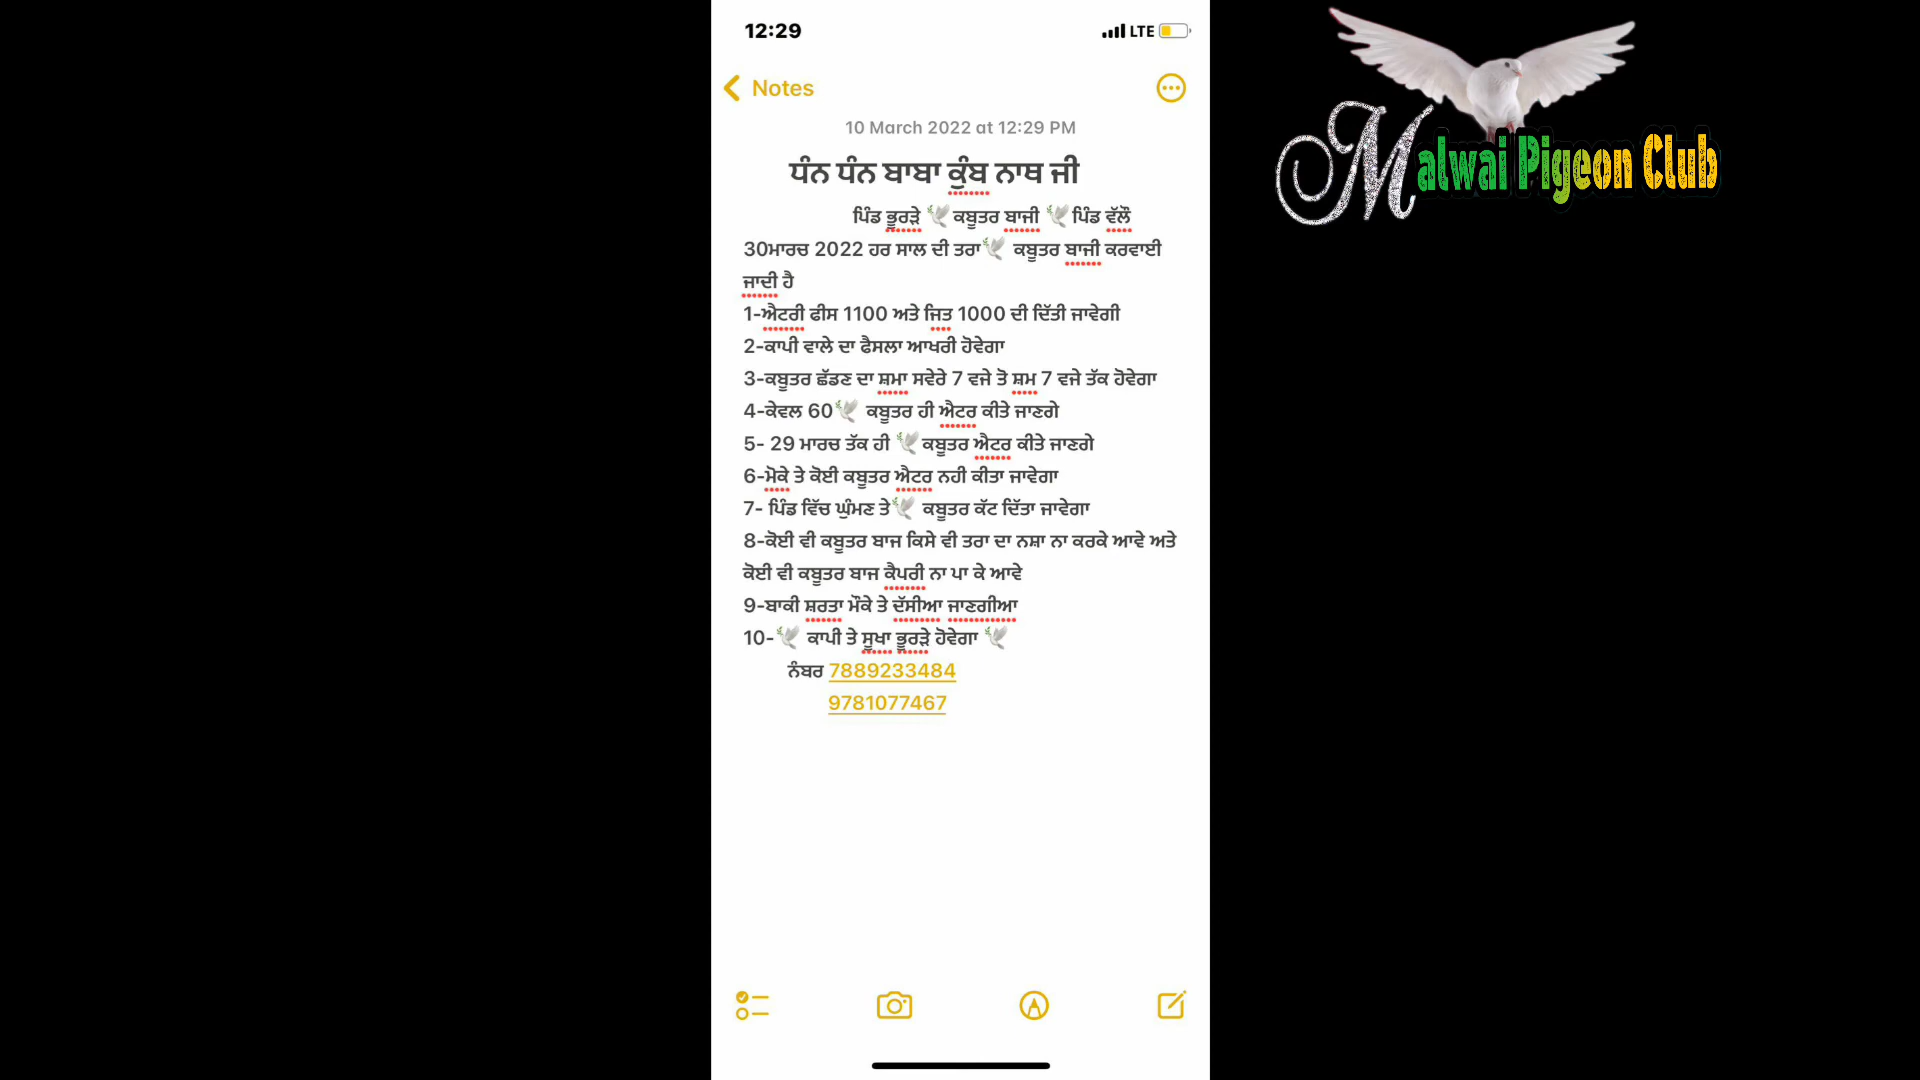 12:29
LTE
Notes
10 March 2022 at 12:29 PM
ਧੰਨ ਧੰਨ ਬਾਬਾ ਕੁੰਬ ਨਾਥ ਜੀ
ਪਿੰਡ ਭੂਰੜੇ 🕊ਕਬੂਤਰ ਬਾਜੀ 🕊ਪਿੰਡ ਵੱਲੌ
30ਮਾਰਚ 2022 ਹਰ ਸਾਲ ਦੀ ਤਰਾ🕊 ਕਬੂਤਰ ਬਾਜੀ ਕਰਵਾਈ
ਜਾਦੀ ਹੈ
1-ਐਟਰੀ ਫੀਸ 1100 ਅਤੇ ਜਿਤ 1000 ਦੀ ਦਿੱਤੀ ਜਾਵੇਗੀ
2-ਕਾਪੀ ਵਾਲੇ ਦਾ ਫੈਸਲਾ ਆਖਰੀ ਹੋਵੇਗਾ
3-ਕਬੂਤਰ ਛੱਡਣ ਦਾ ਸ਼ਮਾ ਸਵੇਰੇ 7 ਵਜੇ ਤੋ ਸ਼ਮ 7 ਵਜੇ ਤੱਕ ਹੋਵੇਗਾ
4-ਕੇਵਲ 60🕊 ਕਬੂਤਰ ਹੀ ਐਟਰ ਕੀਤੇ ਜਾਣਗੇ
5- 29 ਮਾਰਚ ਤੱਕ ਹੀ 🕊ਕਬੂਤਰ ਐਟਰ ਕੀਤੇ ਜਾਣਗੇ
6-ਮੋਕੇ ਤੇ ਕੋਈ ਕਬੂਤਰ ਐਟਰ ਨਹੀ ਕੀਤਾ ਜਾਵੇਗਾ
7- ਪਿੰਡ ਵਿੱਚ ਘੁੰਮਣ ਤੇ🕊 ਕਬੂਤਰ ਕੱਟ ਦਿੱਤਾ ਜਾਵੇਗਾ
8-ਕੋਈ ਵੀ ਕਬੂਤਰ ਬਾਜ ਕਿਸੇ ਵੀ ਤਰਾ ਦਾ ਨਸ਼ਾ ਨਾ ਕਰਕੇ ਆਵੇ ਅਤੇ
ਕੋਈ ਵੀ ਕਬੂਤਰ ਬਾਜ ਕੈਪਰੀ ਨਾ ਪਾ ਕੇ ਆਵੇ
9-ਬਾਕੀ ਸ਼ਰਤਾ ਮੌਕੇ ਤੇ ਦੱਸੀਆ ਜਾਣਗੀਆ
10-🕊 ਕਾਪੀ ਤੇ ਸੂਖਾ ਭੂਰੜੇ ਹੋਵੇਗਾ 🕊
ਨੰਬਰ 7889233484
9781077467
Malwai Pigeon Club